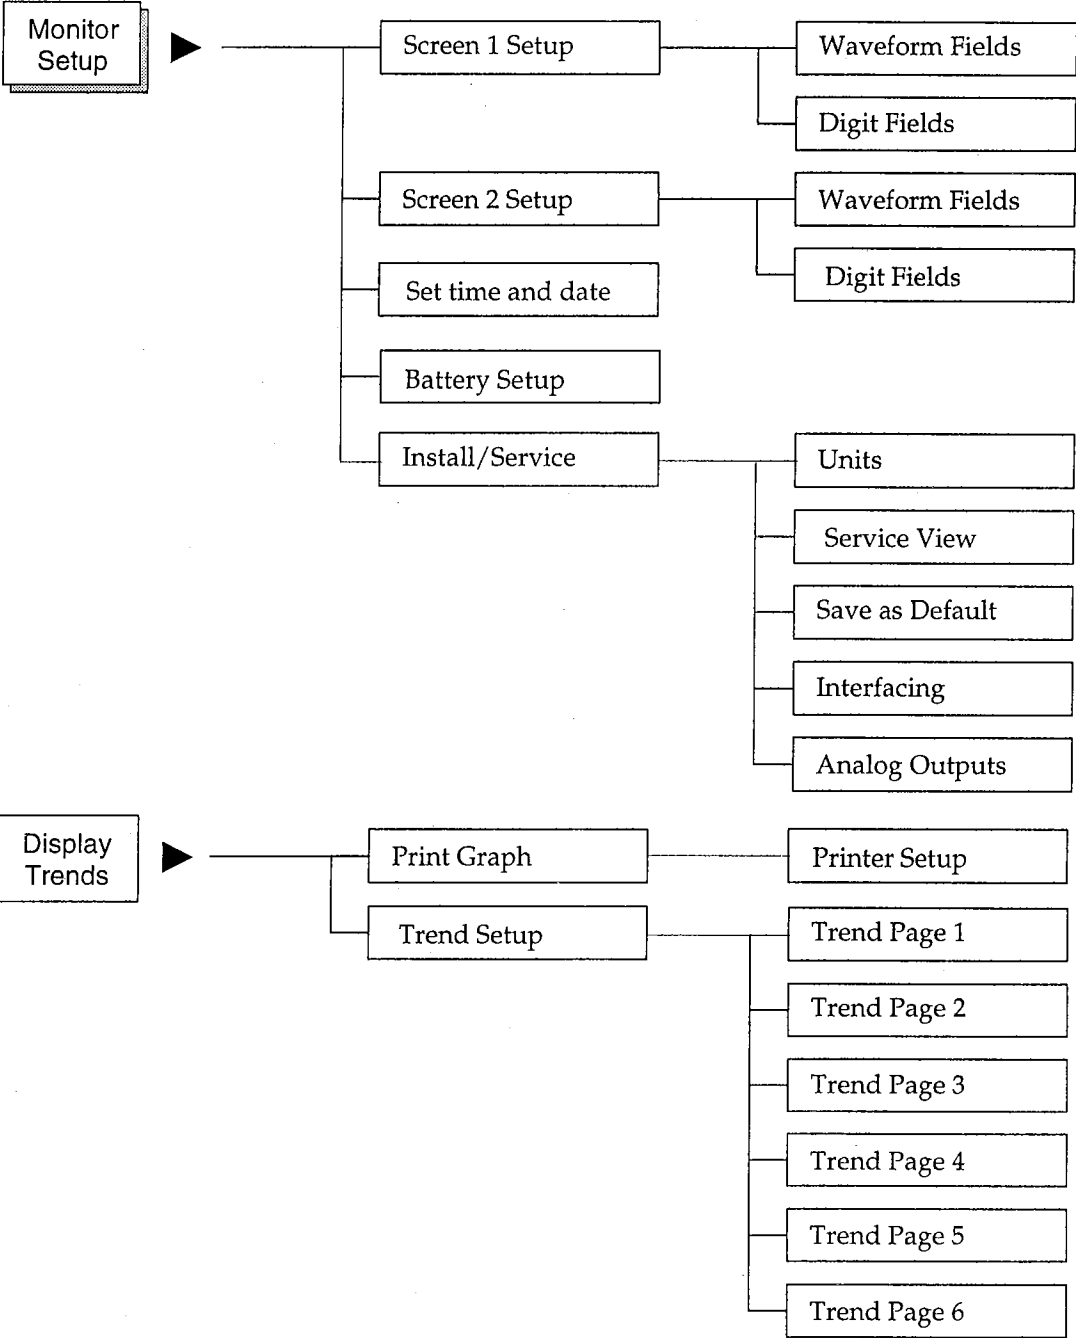 Monitor
Setup
Screen 1 Setup
Waveform Fields
Digit Fields
Screen 2 Setup
Waveform Fields
Digit Fields
Set time and date
Battery Setup
Install/Service
Units
Service View
Save as Default
Interfacing
Analog Outputs
Display
Trends
Print Graph
Printer Setup
Trend Setup
Trend Page 1
Trend Page 2
Trend Page 3
Trend Page 4
Trend Page 5
Trend Page 6